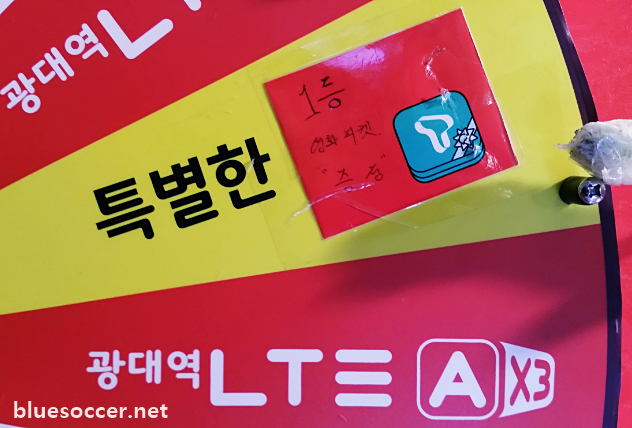 광대역 LTE
1등
영화 티켓
"증정"
특별한
광대역 LTE A X3
bluesoccer.net